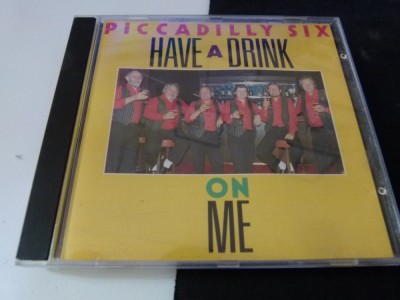 PiCCADILLY SIX
HAVE A DRINK
ON
ME